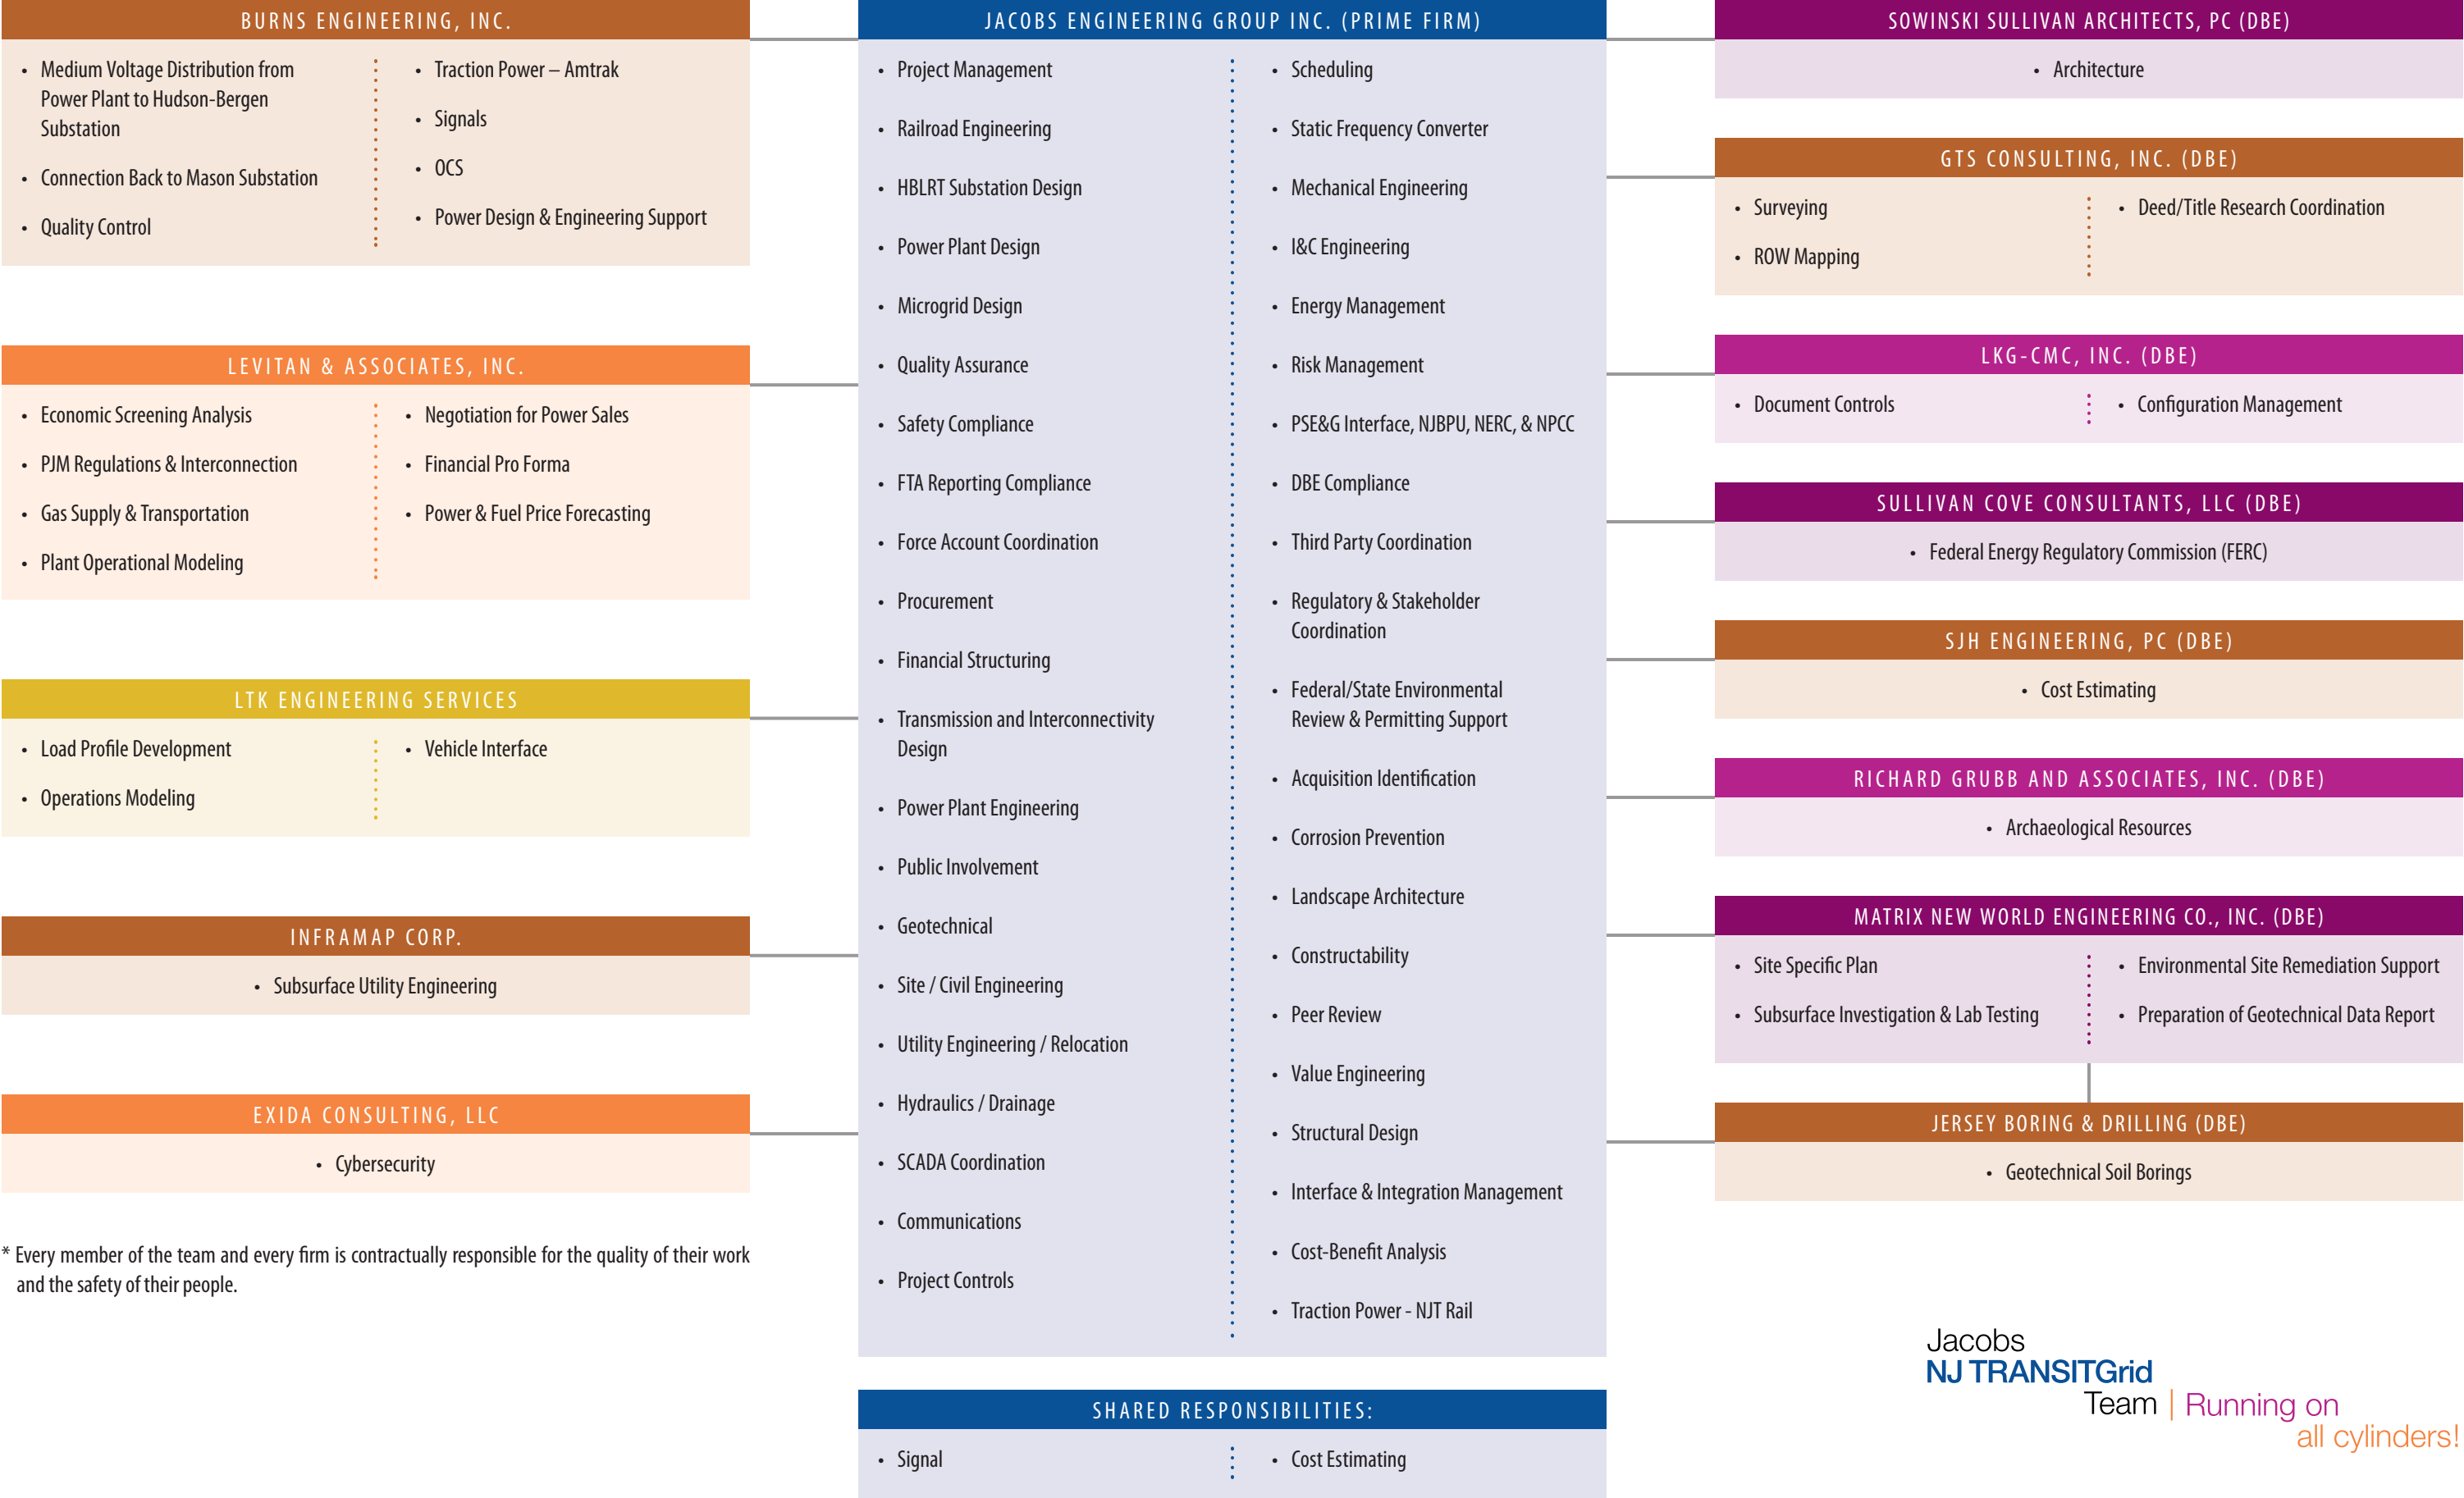 BURNS ENGINEERING, INC.
• Medium Voltage Distribution from
Power Plant to Hudson-Bergen
Substation
• Connection Back to Mason Substation
• Quality Control
• Traction Power – Amtrak
• Signals
• OCS
• Power Design & Engineering Support
LEVITAN & ASSOCIATES, INC.
• Economic Screening Analysis
• PJM Regulations & Interconnection
• Gas Supply & Transportation
• Plant Operational Modeling
• Negotiation for Power Sales
• Financial Pro Forma
• Power & Fuel Price Forecasting
LTK ENGINEERING SERVICES
• Load Profile Development
• Operations Modeling
• Vehicle Interface
INFRAMAP CORP.
• Subsurface Utility Engineering
EXIDA CONSULTING, LLC
• Cybersecurity
* Every member of the team and every firm is contractually responsible for the quality of their work
and the safety of their people.
JACOBS ENGINEERING GROUP INC. (PRIME FIRM)
• Project Management
• Railroad Engineering
• HBLRT Substation Design
• Power Plant Design
• Microgrid Design
• Quality Assurance
• Safety Compliance
• FTA Reporting Compliance
• Force Account Coordination
• Procurement
• Financial Structuring
• Transmission and Interconnectivity
Design
• Power Plant Engineering
• Public Involvement
• Geotechnical
• Site / Civil Engineering
• Utility Engineering / Relocation
• Hydraulics / Drainage
• SCADA Coordination
• Communications
• Project Controls
• Scheduling
• Static Frequency Converter
• Mechanical Engineering
• I&C Engineering
• Energy Management
• Risk Management
• PSE&G Interface, NJBPU, NERC, & NPCC
• DBE Compliance
• Third Party Coordination
• Regulatory & Stakeholder
Coordination
• Federal/State Environmental
Review & Permitting Support
• Acquisition Identification
• Corrosion Prevention
• Landscape Architecture
• Constructability
• Peer Review
• Value Engineering
• Structural Design
• Interface & Integration Management
• Cost-Benefit Analysis
• Traction Power - NJT Rail
SHARED RESPONSIBILITIES:
• Signal
• Cost Estimating
SOWINSKI SULLIVAN ARCHITECTS, PC (DBE)
• Architecture
GTS CONSULTING, INC. (DBE)
• Surveying
• ROW Mapping
• Deed/Title Research Coordination
LKG-CMC, INC. (DBE)
• Document Controls
• Configuration Management
SULLIVAN COVE CONSULTANTS, LLC (DBE)
• Federal Energy Regulatory Commission (FERC)
SJH ENGINEERING, PC (DBE)
• Cost Estimating
RICHARD GRUBB AND ASSOCIATES, INC. (DBE)
• Archaeological Resources
MATRIX NEW WORLD ENGINEERING CO., INC. (DBE)
• Site Specific Plan
• Subsurface Investigation & Lab Testing
• Environmental Site Remediation Support
• Preparation of Geotechnical Data Report
JERSEY BORING & DRILLING (DBE)
• Geotechnical Soil Borings
Jacobs
NJ TRANSITGrid
Team | Running on
all cylinders!